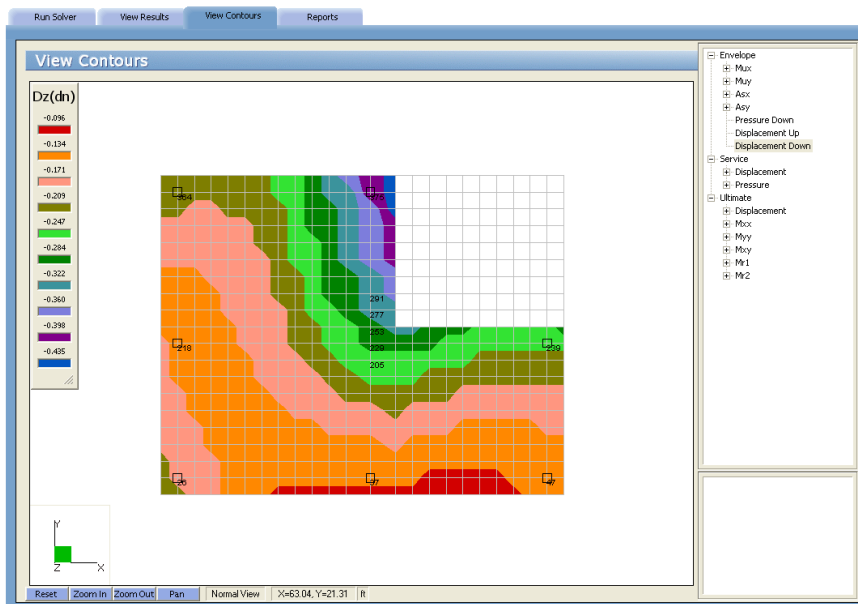 Run Solver View Results View Contours Reports
View Contours
Dz(dn)
-0.096
-0.134
-0.171
-0.209
-0.247
-0.284
-0.322
-0.360
-0.398
-0.435
364
291
277
263
218
229
239
205
26
37
47
Y
Z X
Envelope
Mux
Muy
Asx
Asy
Pressure Down
Displacement Up
Displacement Down
Service
Displacement
Pressure
Ultimate
Displacement
Mxx
Myy
Mxy
Mr1
Mr2
Reset Zoom In Zoom Out Pan Normal View X=63.04, Y=21.31 ft